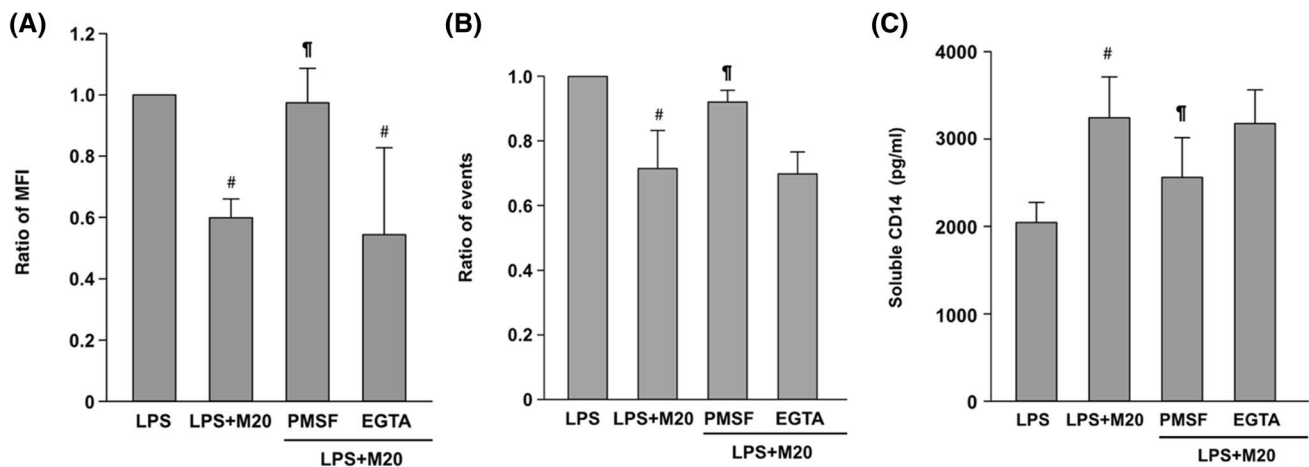 (A)
Ratio of MFI
1.2
1.0
0.8
0.6
0.4
0.2
0
#
¶
#
LPS
LPS+M20
PMSF
EGTA
LPS+M20
(B)
Ratio of events
1.0
0.8
0.6
0.4
0.2
0
#
¶
LPS
LPS+M20
PMSF
EGTA
LPS+M20
(C)
Soluble CD14 (pg/ml)
4000
3000
2000
1000
0
#
¶
LPS
LPS+M20
PMSF
EGTA
LPS+M20